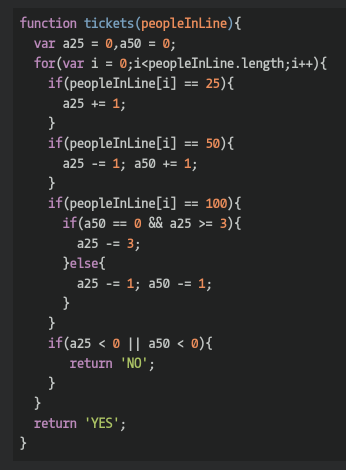 function tickets(peopleInLine){
  var a25 = 0,a50 = 0;
  for(var i = 0;i<peopleInLine.length;i++){
    if(peopleInLine[i] == 25){
      a25 += 1;
    }
    if(peopleInLine[i] == 50){
      a25 -= 1; a50 += 1;
    }
    if(peopleInLine[i] == 100){
      if(a50 == 0 && a25 >= 3){
        a25 -= 3;
      }else{
        a25 -= 1; a50 -= 1;
      }
    }
    if(a25 < 0 || a50 < 0){
       return 'NO';
    }
  }
  return 'YES';
}